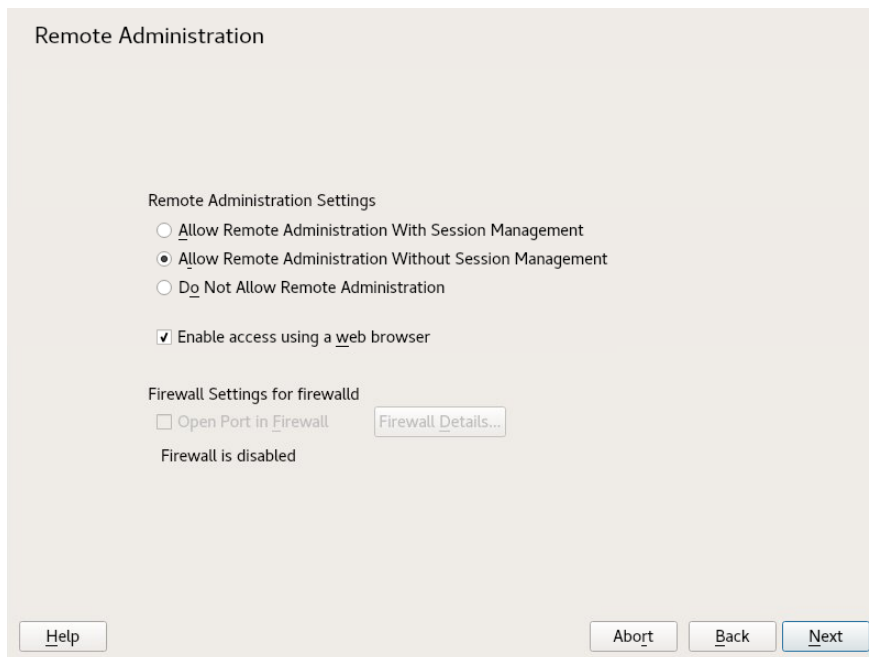 Remote Administration
Remote Administration Settings
Allow Remote Administration With Session Management
Allow Remote Administration Without Session Management
Do Not Allow Remote Administration
Enable access using a web browser
Firewall Settings for firewalld
Open Port in Firewall Firewall Details...
Firewall is disabled
Help Abort Back Next